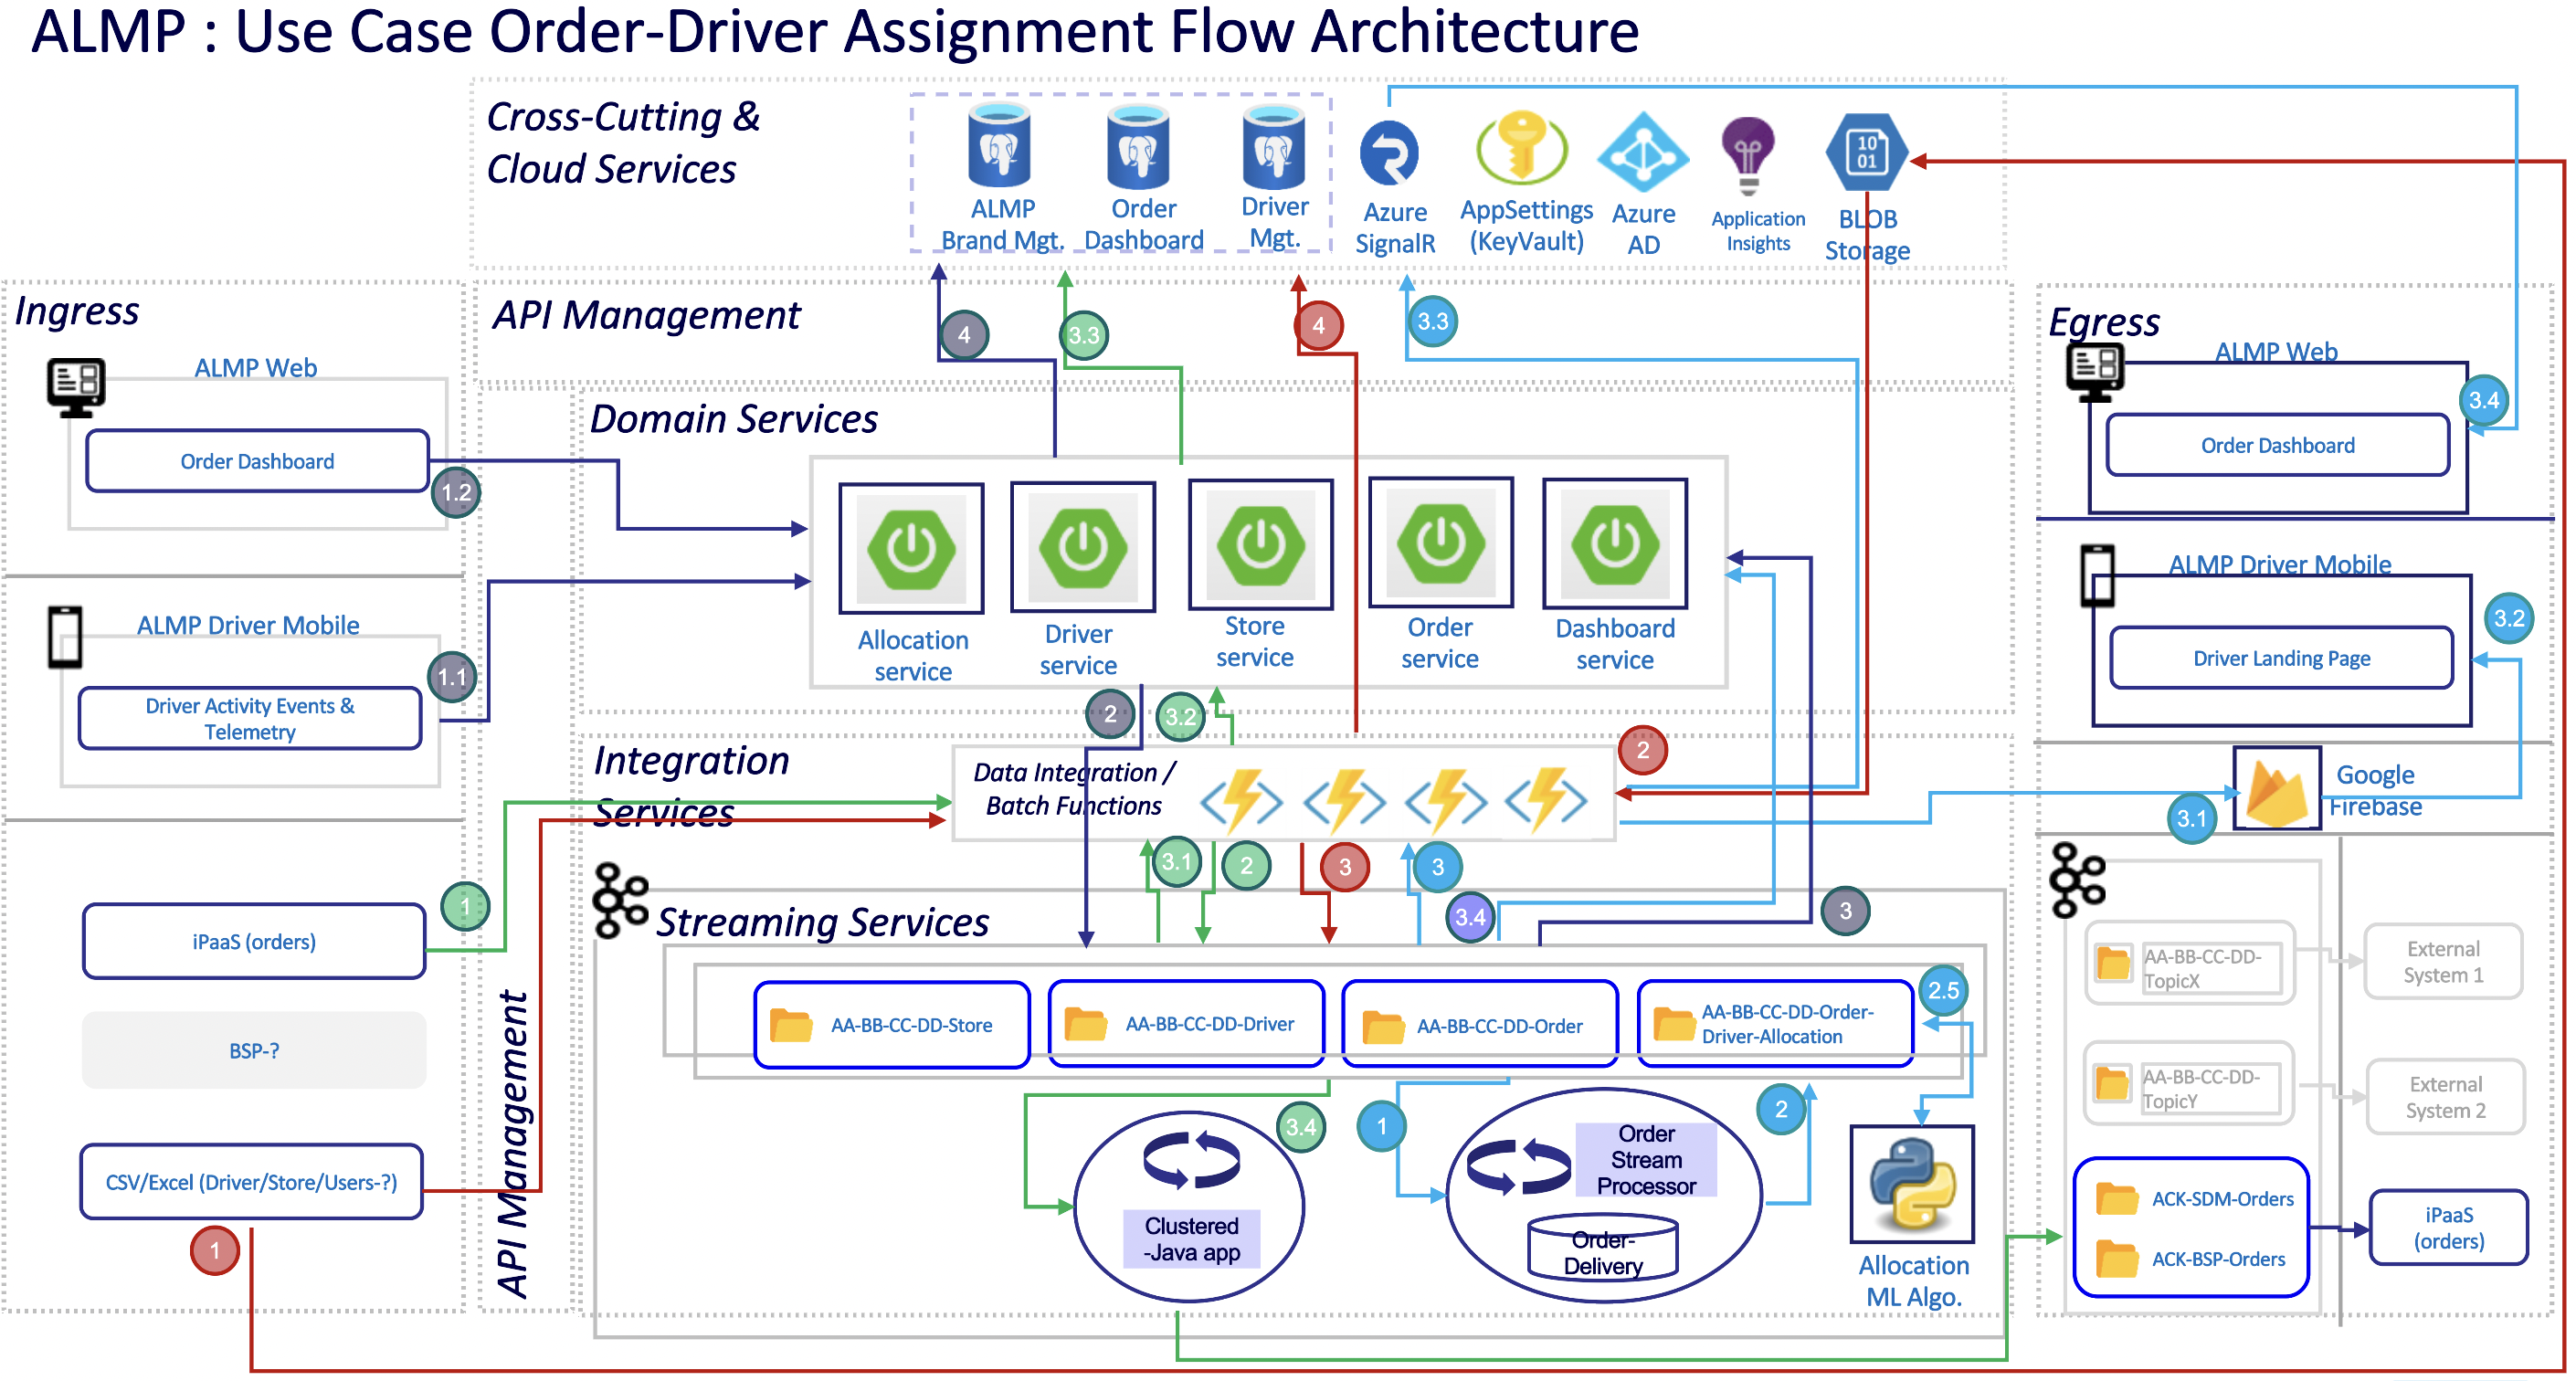 ALMP : Use Case Order-Driver Assignment Flow Architecture
Cross-Cutting &
Cloud Services
ALMP
Brand Mgt.
Order
Dashboard
Driver
Mgt.
Azure
SignalR
AppSettings
(KeyVault)
Azure
AD
Application
Insights
10
01
BLOB
Storage
Ingress
ALMP Web
Order Dashboard
1.2
ALMP Driver Mobile
1.1
Driver Activity Events &
Telemetry
1
iPaaS (orders)
BSP-?
CSV/Excel (Driver/Store/Users-?)
1
API Management
4
3.3
4
3.3
API Management
Domain Services
Allocation
service
Driver
service
Store
service
Order
service
Dashboard
service
2
3.2
Integration
Services
Data Integration /
Batch Functions
2
3.1
2
3
3
3.4
3
Streaming Services
AA-BB-CC-DD-Store
AA-BB-CC-DD-Driver
AA-BB-CC-DD-Order
AA-BB-CC-DD-Order-
Driver-Allocation
2.5
3.4
1
2
Clustered
-Java app
Order
Stream
Processor
Order-
Delivery
Allocation
ML Algo.
Egress
ALMP Web
3.4
Order Dashboard
ALMP Driver Mobile
3.2
Driver Landing Page
Google
Firebase
3.1
AA-BB-CC-DD-
TopicX
External
System 1
AA-BB-CC-DD-
TopicY
External
System 2
ACK-SDM-Orders
ACK-BSP-Orders
iPaaS
(orders)